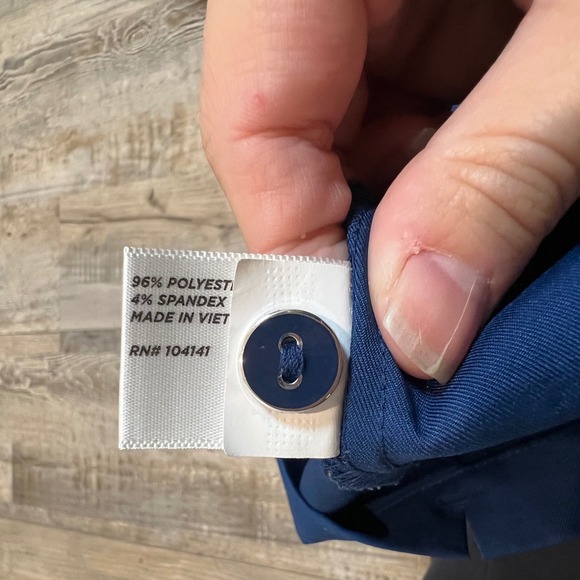 96% POLYEST
4% SPANDEX
MADE IN VIET
RN# 104141